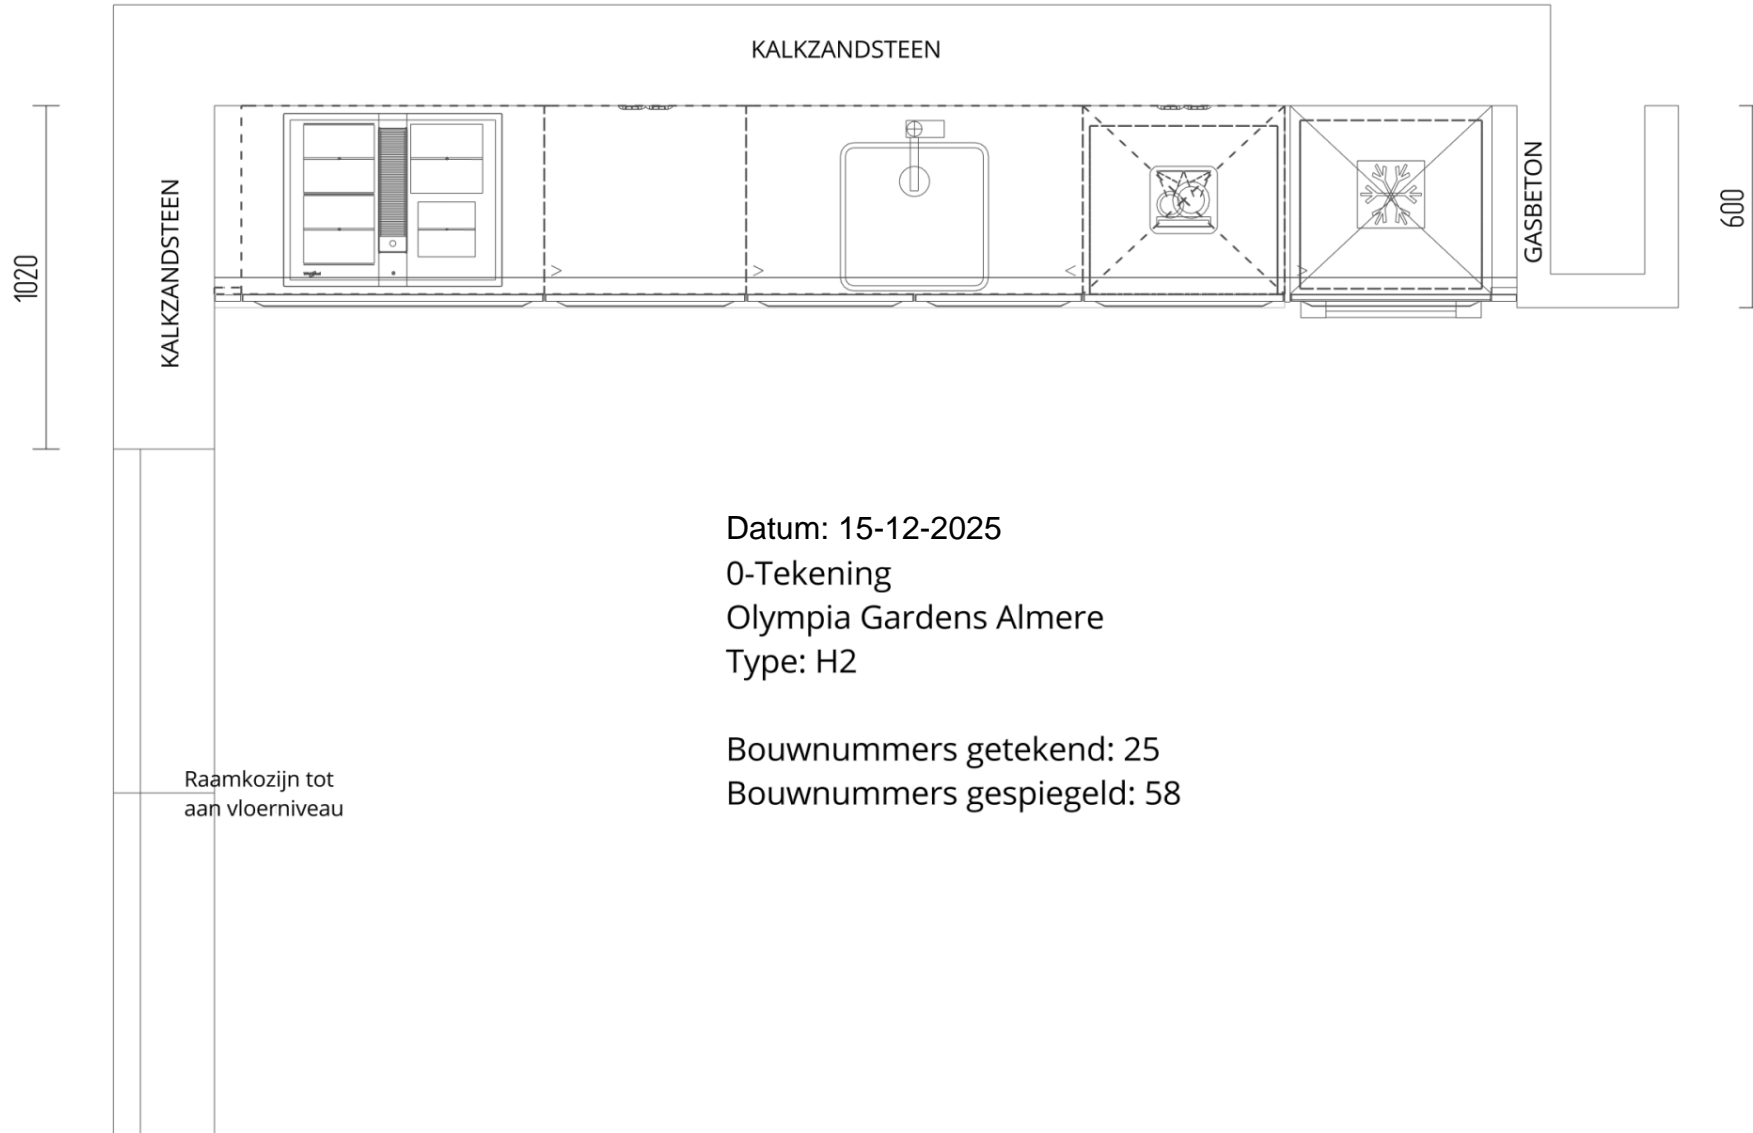 KALKZANDSTEEN
KALKZANDSTEEN
GASBETON
1020
600
Datum: 15-12-2025
0-Tekening
Olympia Gardens Almere
Type: H2
Bouwnummers getekend: 25
Bouwnummers gespiegeld: 58
Raamkozijn tot
aan vloerniveau